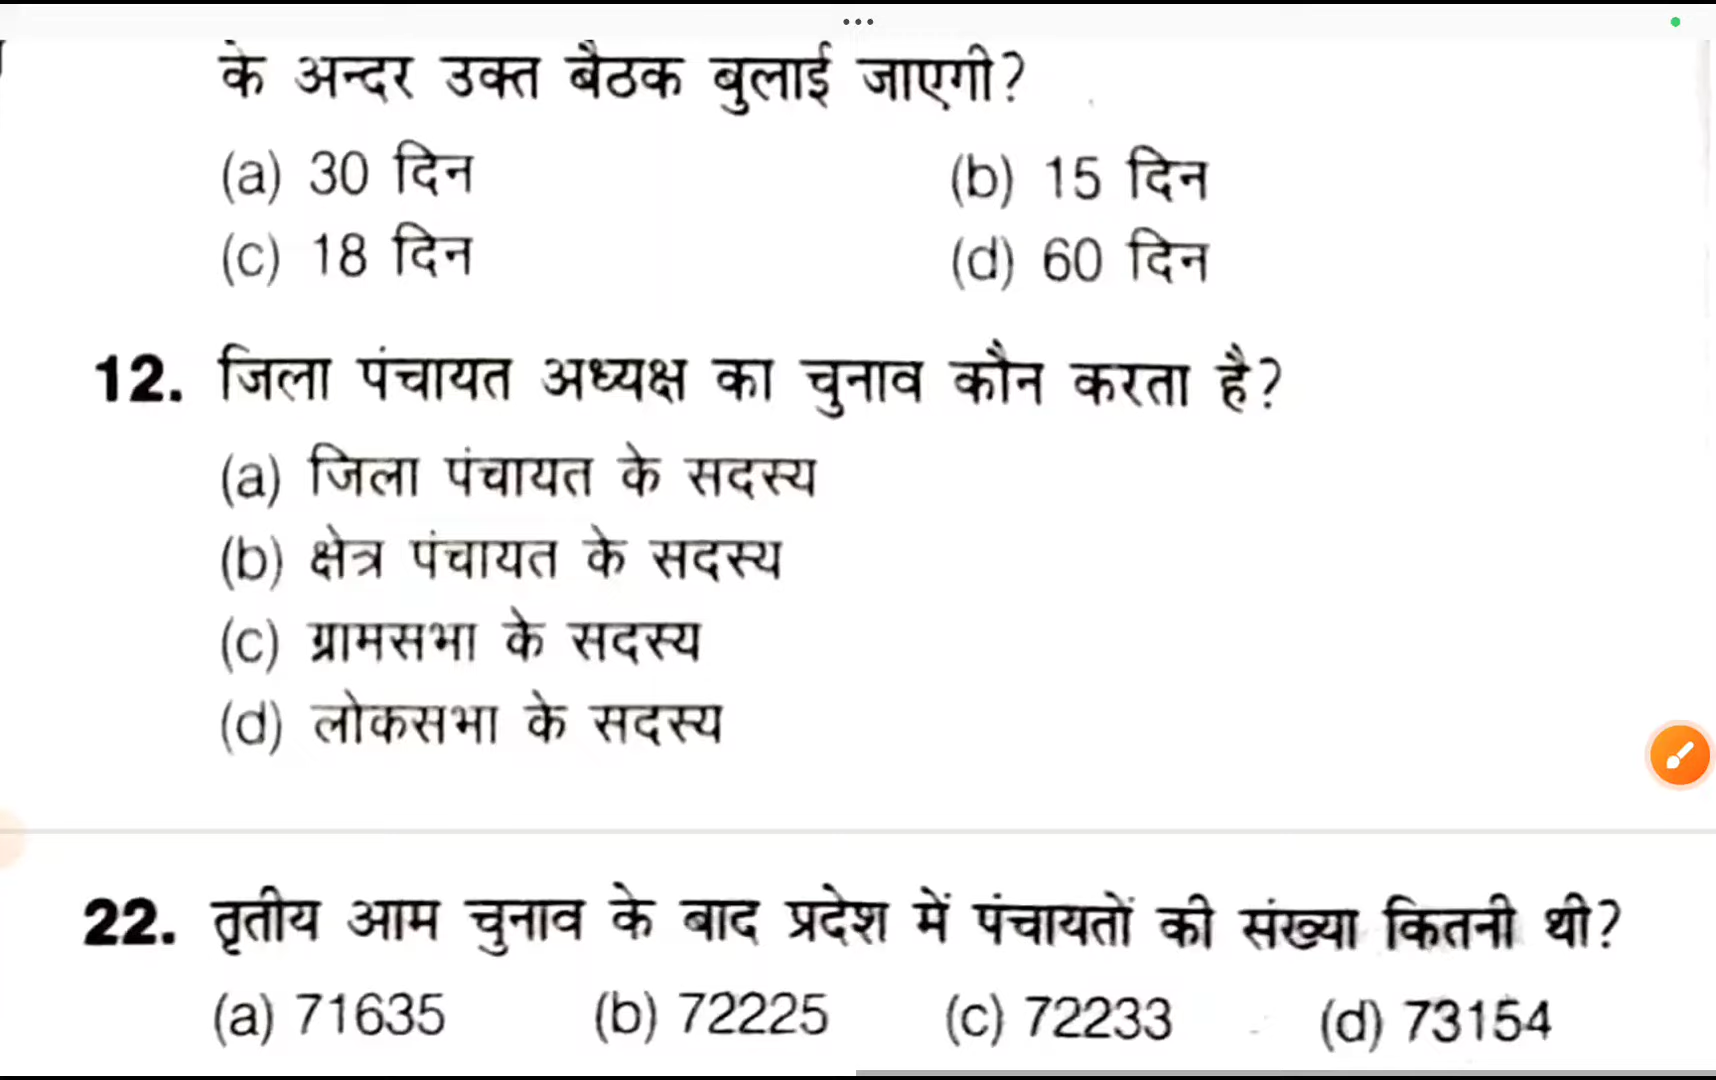 के अन्दर उक्त बैठक बुलाई जाएगी?
(a) 30 दिन (b) 15 दिन
(c) 18 दिन (d) 60 दिन
12. जिला पंचायत अध्यक्ष का चुनाव कौन करता है?
(a) जिला पंचायत के सदस्य
(b) क्षेत्र पंचायत के सदस्य
(c) ग्रामसभा के सदस्य
(d) लोकसभा के सदस्य
22. तृतीय आम चुनाव के बाद प्रदेश में पंचायतों की संख्या कितनी थी?
(a) 71635 (b) 72225 (c) 72233 (d) 73154